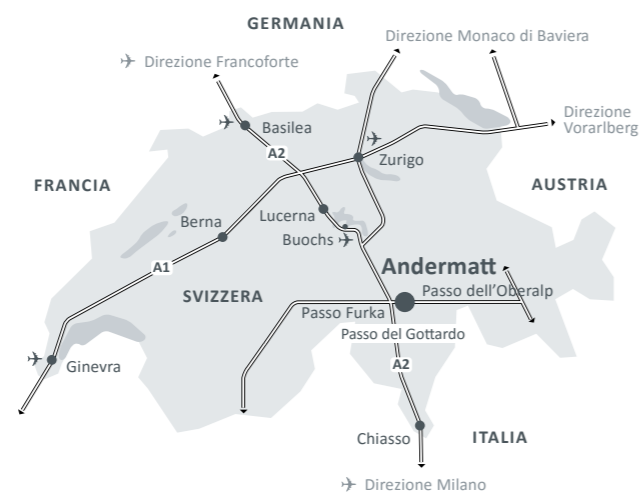 GERMANIA
Direzione Monaco di Baviera
Direzione Francoforte
Direzione
Vorarlberg
Basilea
A2
Zurigo
FRANCIA
AUSTRIA
Berna
Lucerna
Buochs
A1
Andermatt
SVIZZERA
Passo dell'Oberalp
Passo Furka
Passo del Gottardo
A2
Ginevra
Chiasso
ITALIA
Direzione Milano